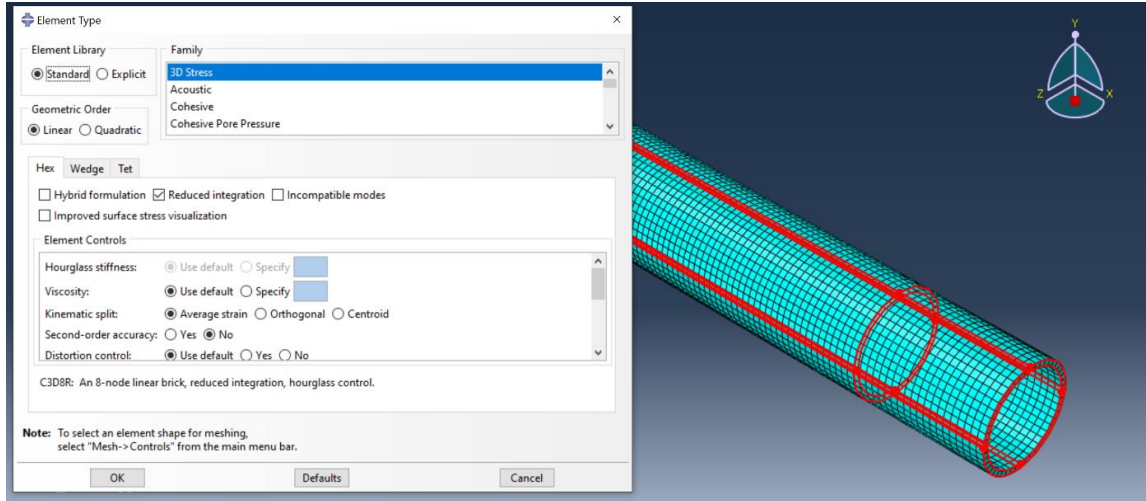 Element Type
Element Library
Standard Explicit
Family
3D Stress
Acoustic
Cohesive
Cohesive Pore Pressure
Geometric Order
Linear Quadratic
Hex Wedge Tet
Hybrid formulation Reduced integration Incompatible modes
Improved surface stress visualization
Element Controls
Hourglass stiffness: Use default Specify
Viscosity: Use default Specify
Kinematic split: Average strain Orthogonal Centroid
Second-order accuracy: Yes No
Distortion control: Use default Yes No
C3D8R: An 8-node linear brick, reduced integration, hourglass control.
Note: To select an element shape for meshing,
select "Mesh->Controls" from the main menu bar.
OK Defaults Cancel
Y
Z X